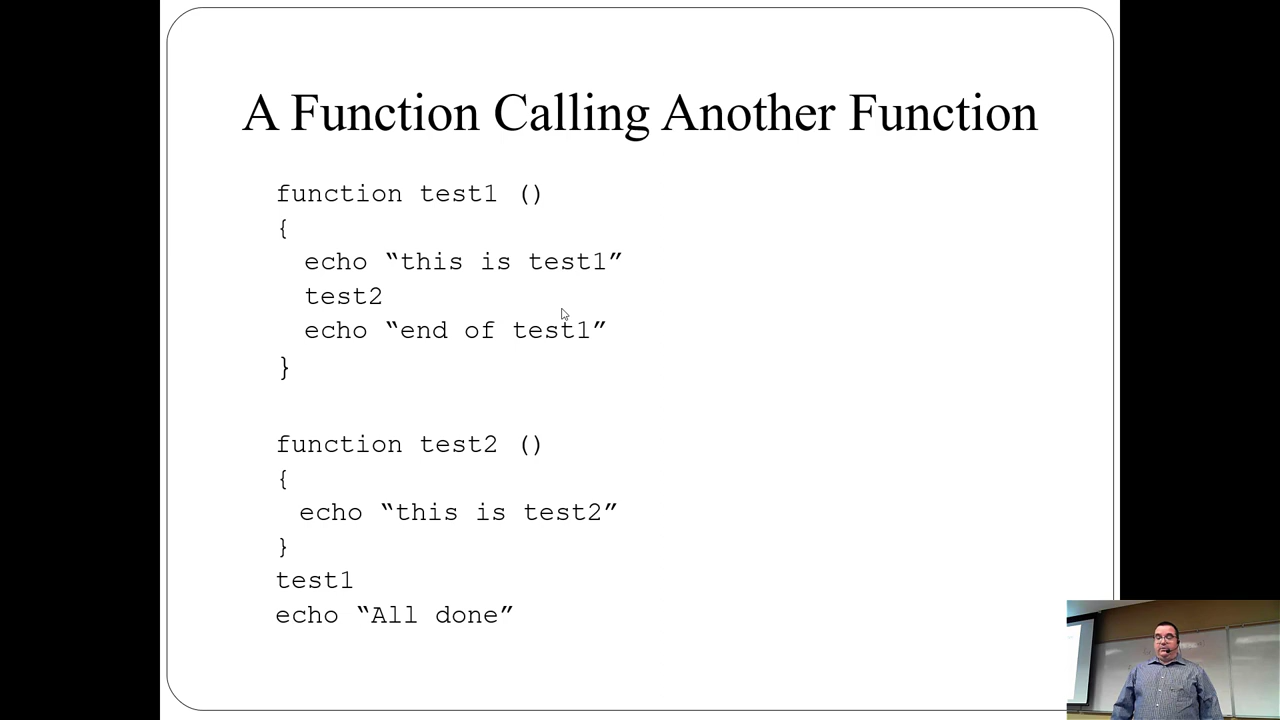 A Function Calling Another Function
function test1 ()
{
echo “this is test1”
test2
echo “end of test1”
}
function test2 ()
{
echo “this is test2”
}
test1
echo “All done”